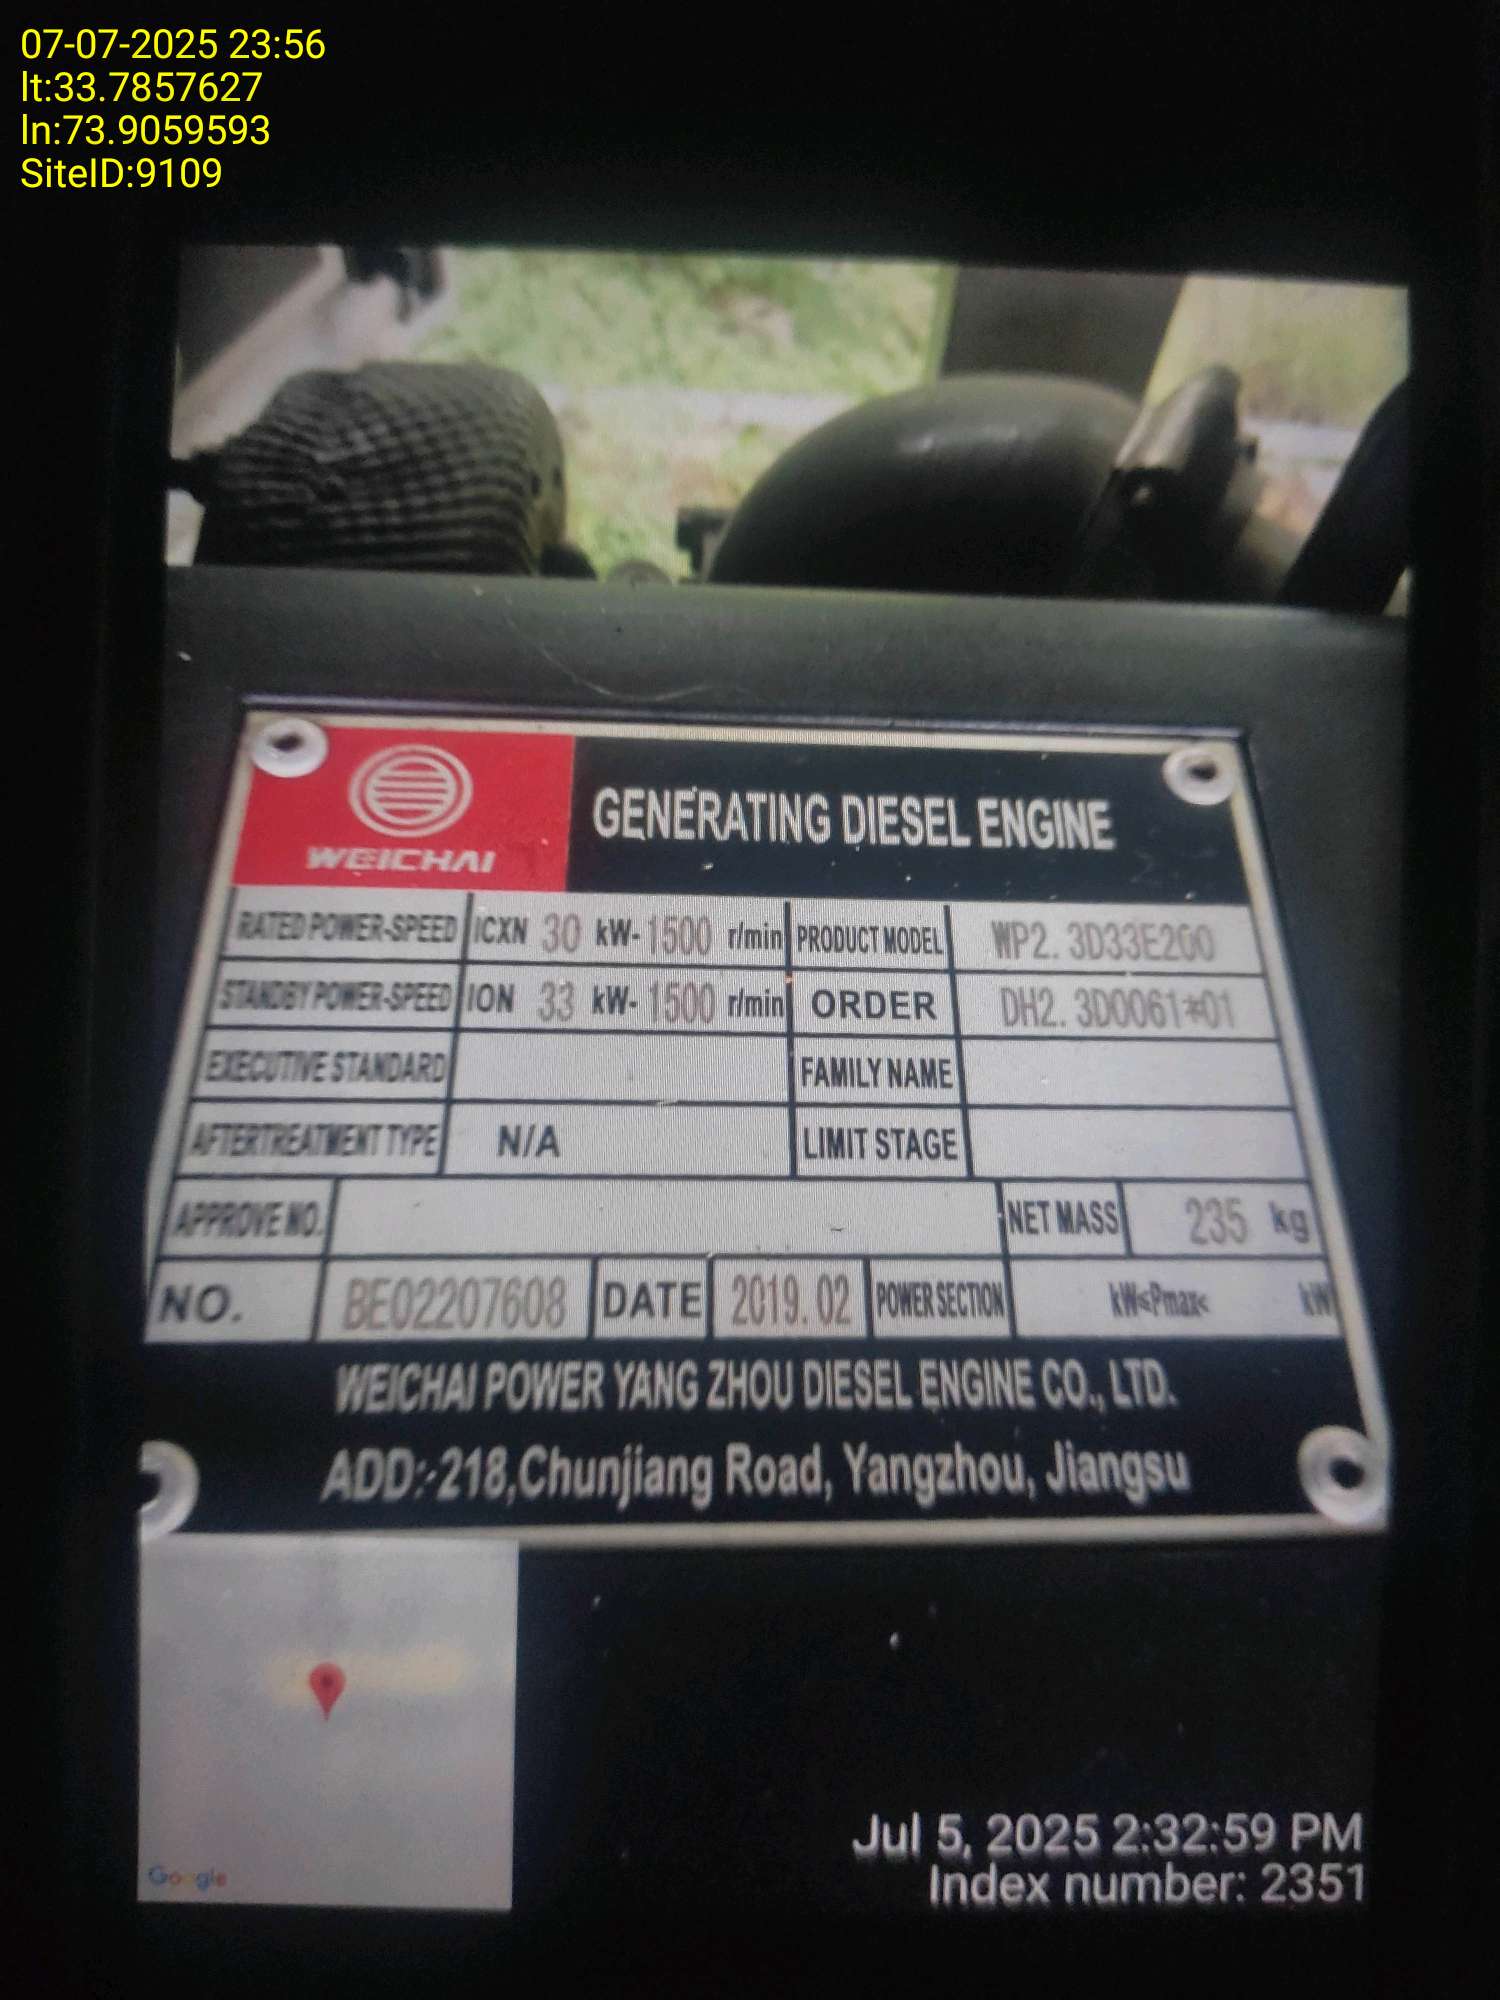 07-07-2025 23:56
lt:33.7857627
ln:73.9059593
SiteID:9109
WEICHAI
GENERATING DIESEL ENGINE
RATED POWER-SPEED ICXN 30 kW- 1500 r/min PRODUCT MODEL WP2.3D33E200
STANDBY POWER-SPEED ION 33 kW- 1500 r/min ORDER DH2.3D0061*01
EXECUTIVE STANDARD FAMILY NAME
AFTERTREATMENT TYPE N/A LIMIT STAGE
APPROVE NO. NET MASS 235 kg
NO. BE02207608 DATE 2019.02 POWER SECTION kW≤Pmax< kW
WEICHAI POWER YANG ZHOU DIESEL ENGINE CO., LTD.
ADD:-218,Chunjiang Road, Yangzhou, Jiangsu
Google
Jul 5, 2025 2:32:59 PM
Index number: 2351